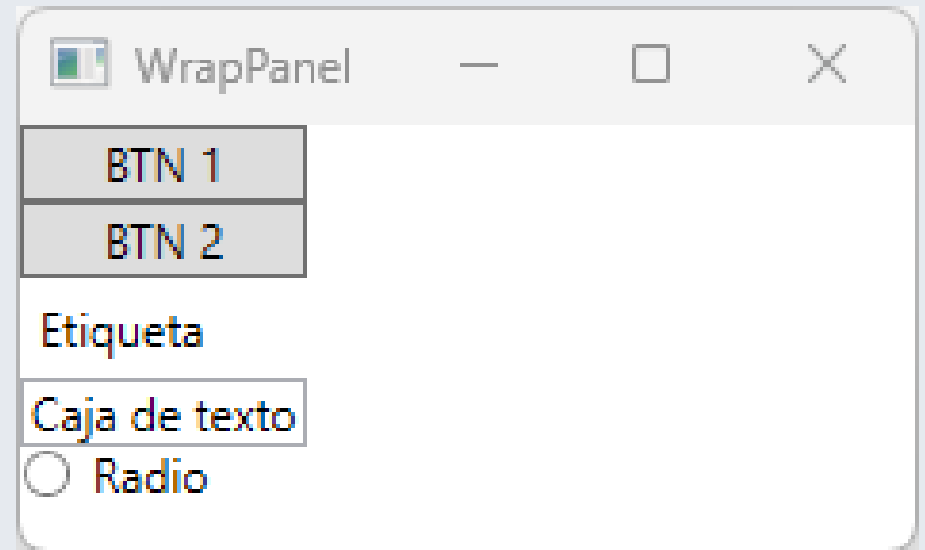 WrapPanel
BTN 1
BTN 2
Etiqueta
Caja de texto
Radio